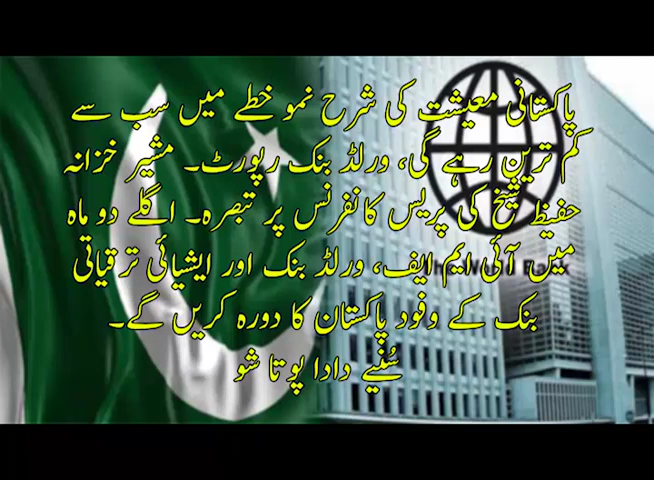 پاکستانی معیشت کی شرح نمو خطے میں سب سے
کم ترین رہے گی، ورلڈ بنک رپورٹ۔ مشیر خزانہ
حفیظ شیخ کی پریس کانفرنس پر تبصرہ۔ اگلے دو ماہ
میں آئی ایم ایف، ورلڈ بنک اور ایشیائی ترقیاتی
بنک کے وفود پاکستان کا دورہ کریں گے۔
سُنیے دادا پوتا شو